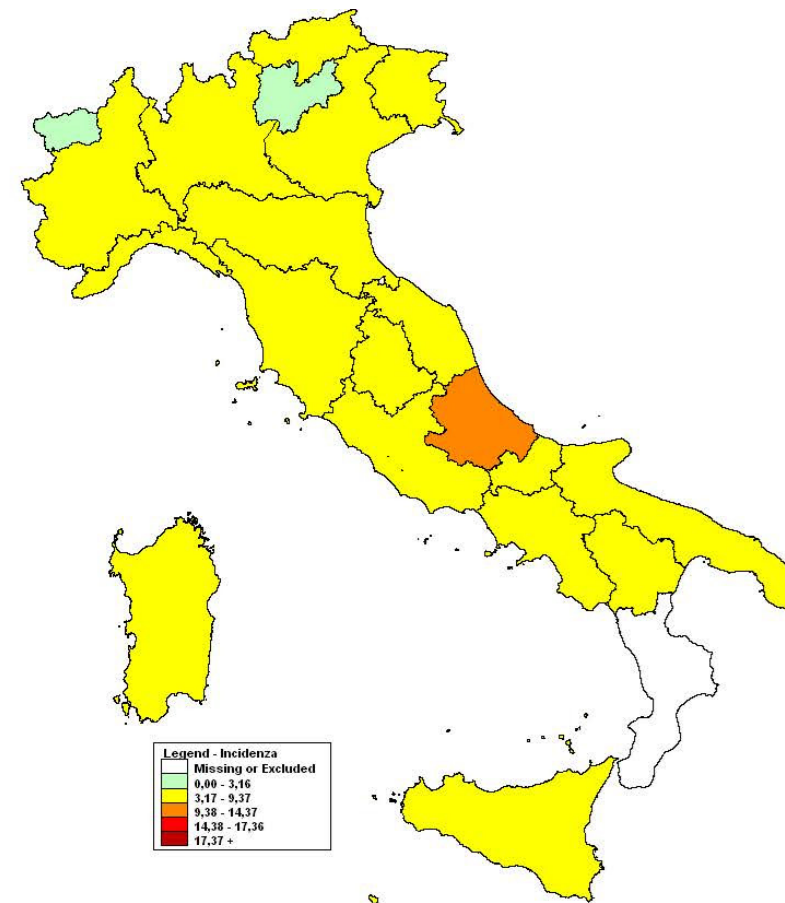 Legend - Incidenza
Missing or Excluded
0,00 - 3,16
3,17 - 9,37
9,38 - 14,37
14,38 - 17,36
17,37 +